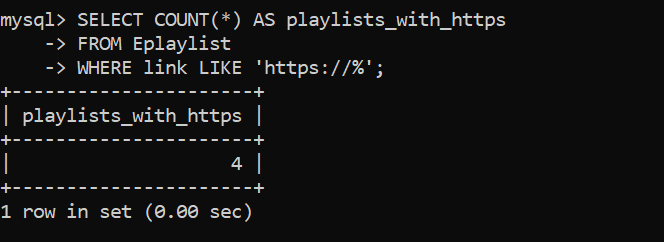 mysql> SELECT COUNT(*) AS playlists_with_https
    -> FROM Eplaylist
    -> WHERE link LIKE 'https://%';
+----------------------+
| playlists_with_https |
+----------------------+
|                    4 |
+----------------------+
1 row in set (0.00 sec)